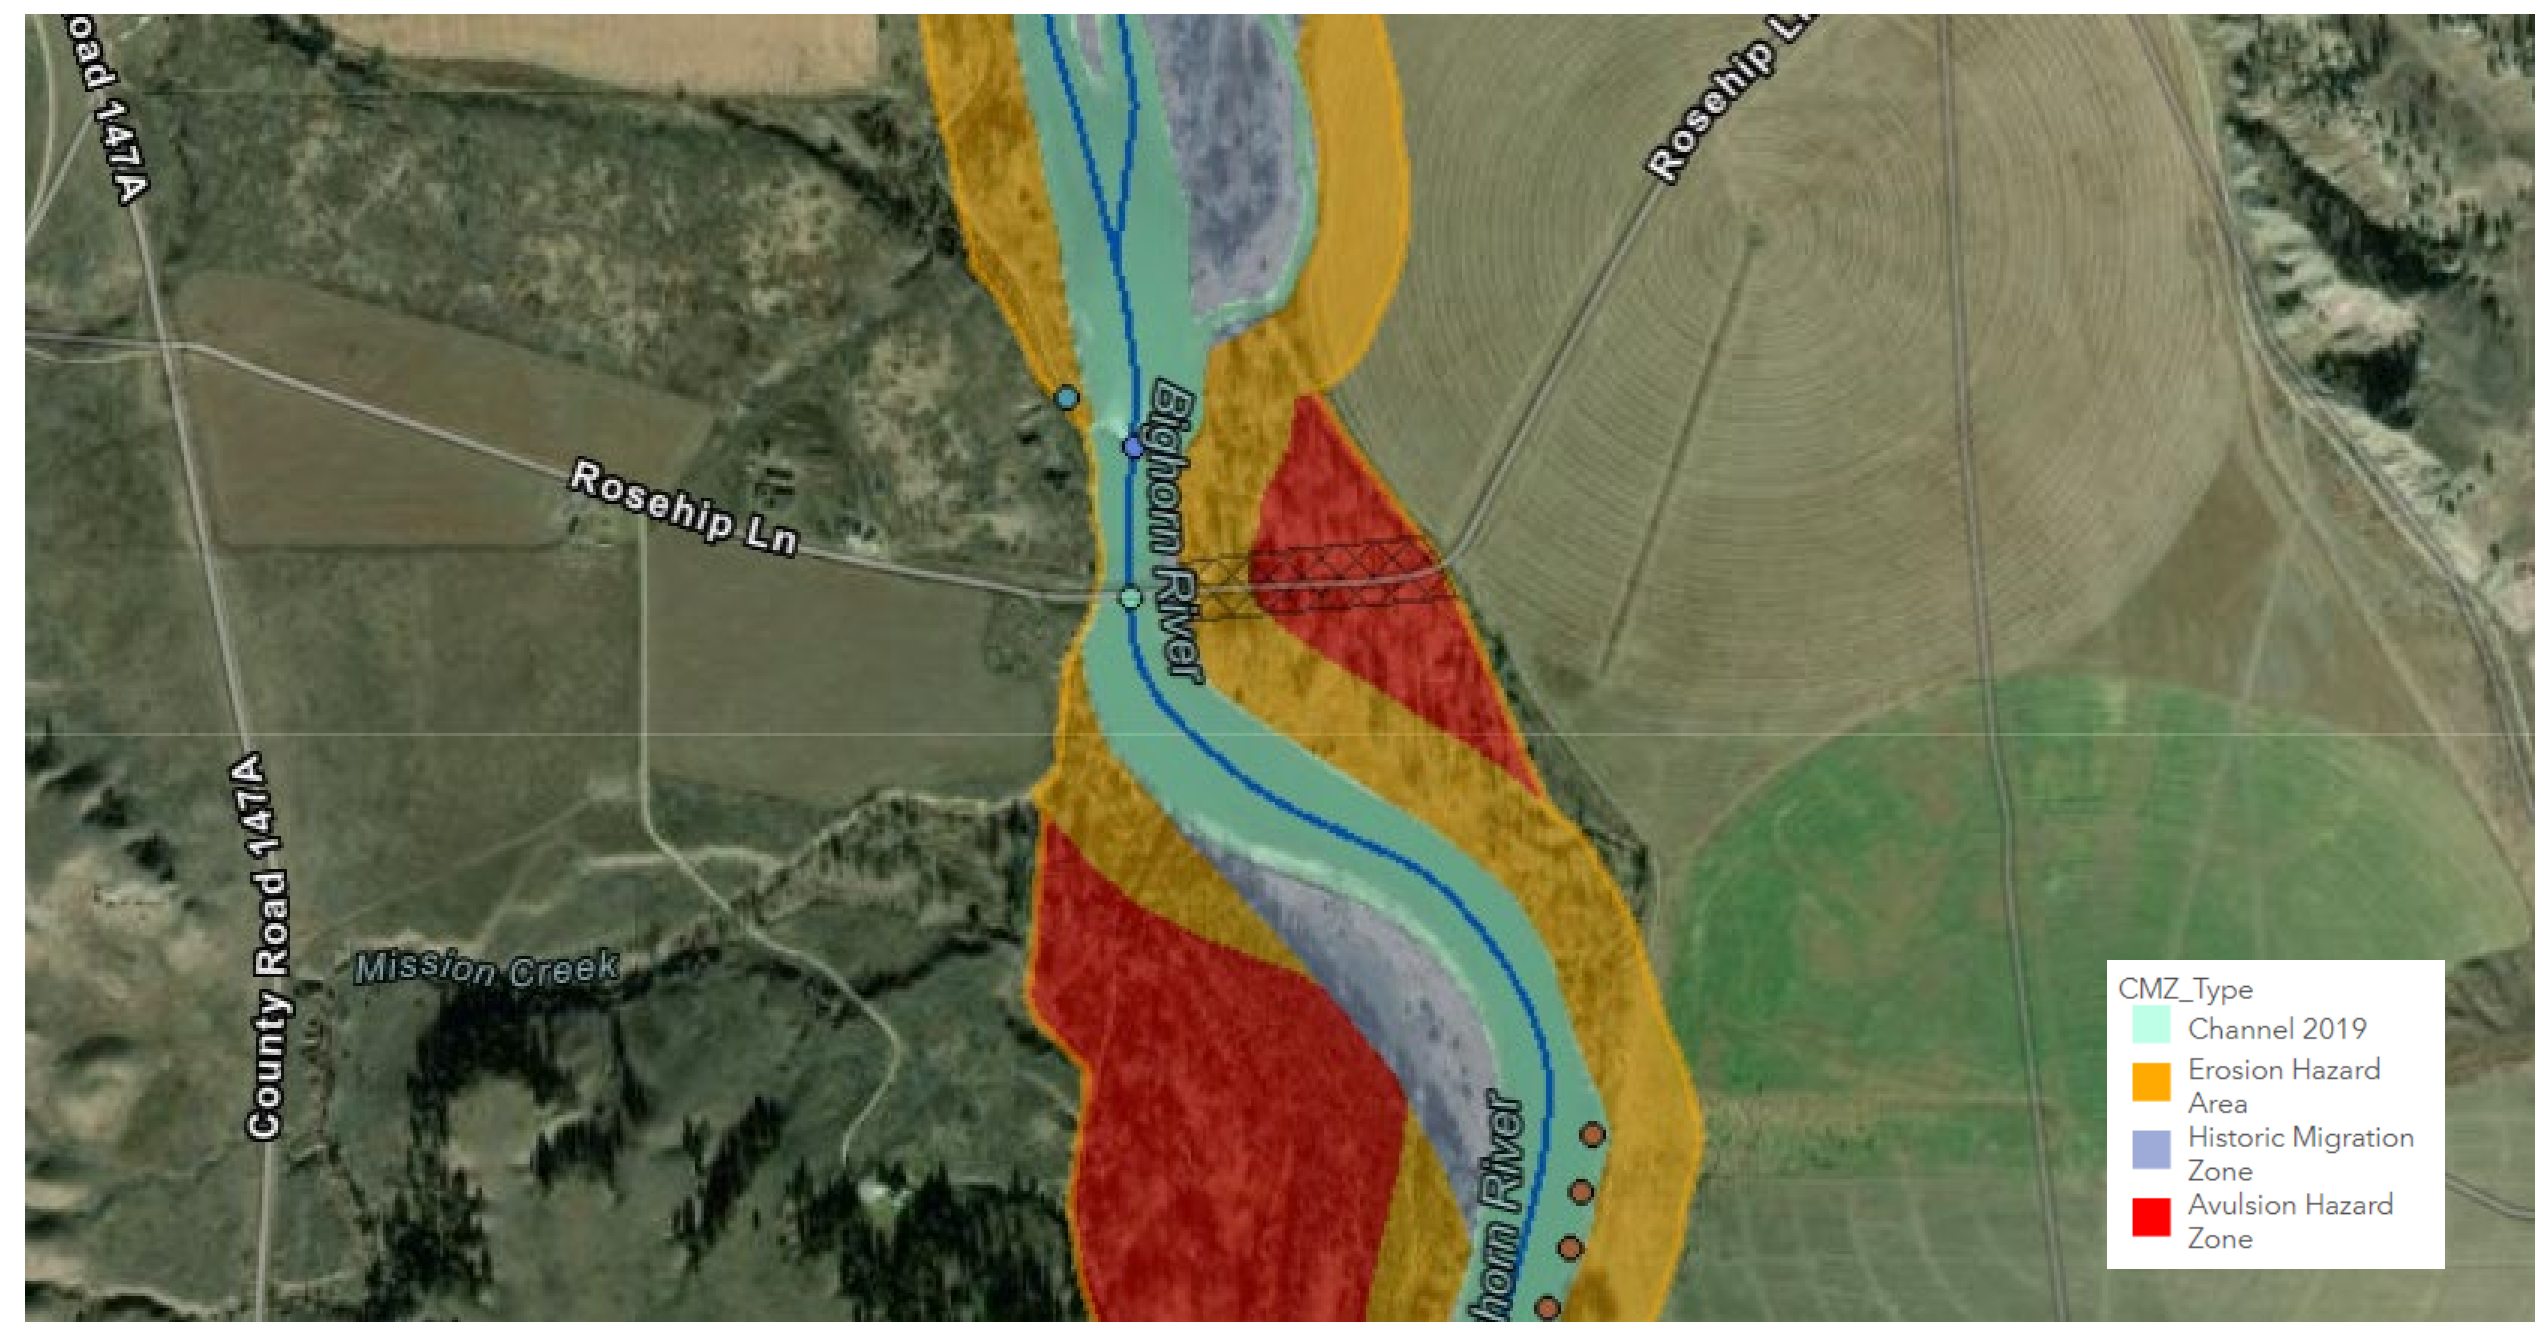 oad 147A
Rosehip Ln
Rosehip Ln
Bighorn River
County Road 147A
Mission Creek
horn River
CMZ_Type
Channel 2019
Erosion Hazard
Area
Historic Migration
Zone
Avulsion Hazard
Zone